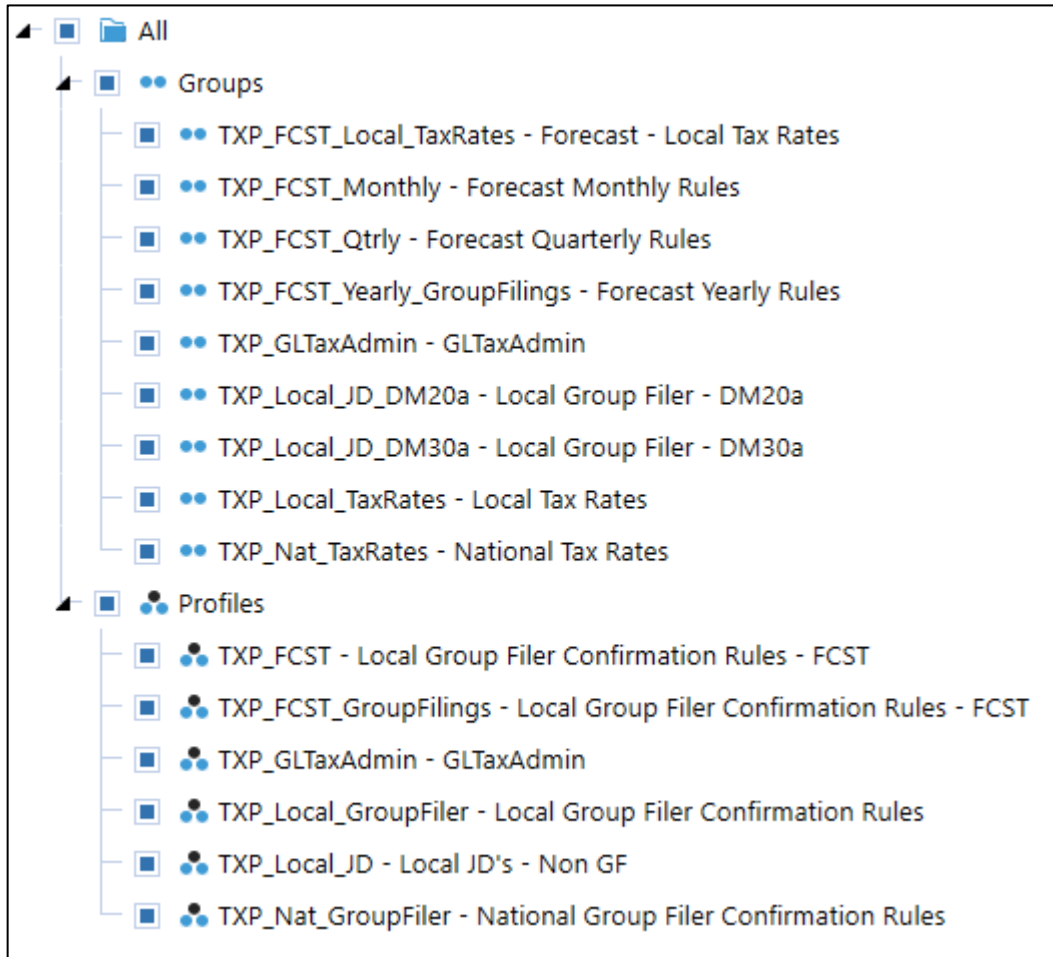 All
Groups
TXP_FCST_Local_TaxRates - Forecast - Local Tax Rates
TXP_FCST_Monthly - Forecast Monthly Rules
TXP_FCST_Qtrly - Forecast Quarterly Rules
TXP_FCST_Yearly_GroupFilings - Forecast Yearly Rules
TXP_GLTaxAdmin - GLTaxAdmin
TXP_Local_JD_DM20a - Local Group Filer - DM20a
TXP_Local_JD_DM30a - Local Group Filer - DM30a
TXP_Local_TaxRates - Local Tax Rates
TXP_Nat_TaxRates - National Tax Rates
Profiles
TXP_FCST - Local Group Filer Confirmation Rules - FCST
TXP_FCST_GroupFilings - Local Group Filer Confirmation Rules - FCST
TXP_GLTaxAdmin - GLTaxAdmin
TXP_Local_GroupFiler - Local Group Filer Confirmation Rules
TXP_Local_JD - Local JD's - Non GF
TXP_Nat_GroupFiler - National Group Filer Confirmation Rules